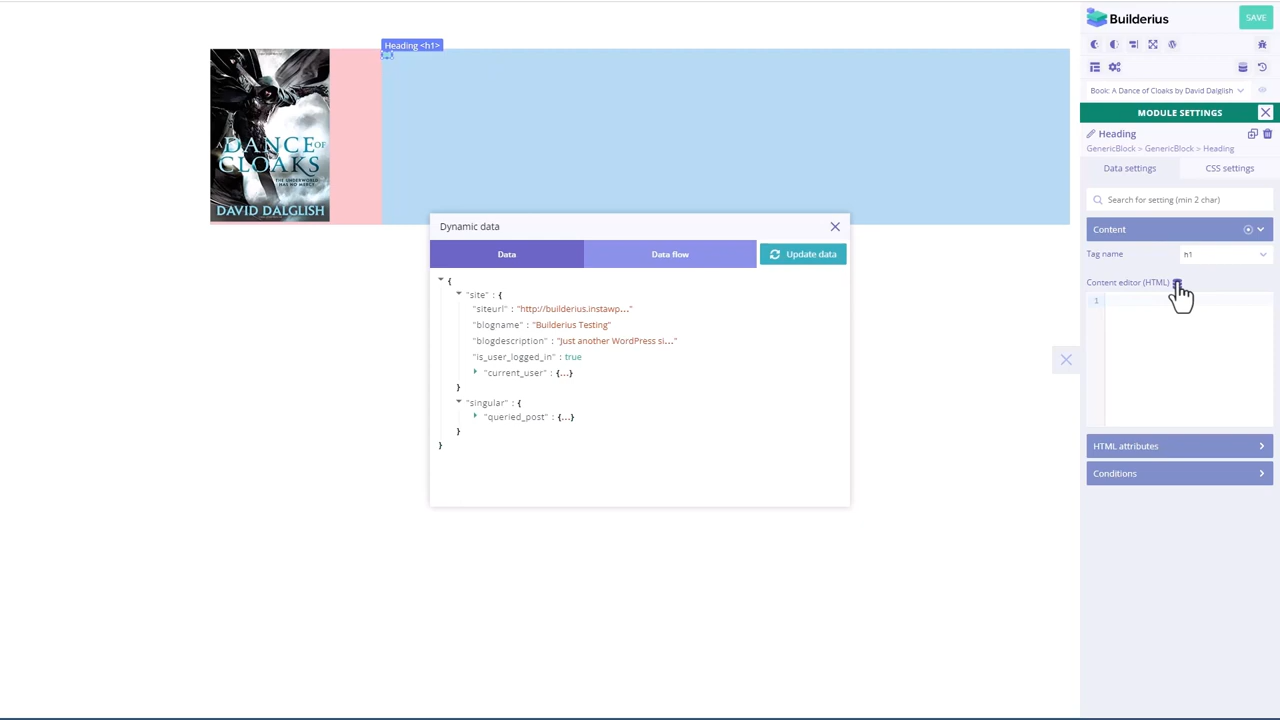 Builderius
SAVE
Book: A Dance of Cloaks by David Dalglish
MODULE SETTINGS
Heading
GenericBlock > GenericBlock > Heading
Data settings
CSS settings
Search for setting (min 2 char)
Content
Tag name
h1
Content editor (HTML)
1
HTML attributes
Conditions
Heading <h1>
A DANCE OF
CLOAKS
THE UNDERWORLD
HAS NO MERCY
DAVID DALGLISH
Dynamic data
Data
Data flow
Update data
{
"site" : {
"siteurl" : "http://builderius.instawp..."
"blogname" : "Builderius Testing"
"blogdescription" : "Just another WordPress si..."
"is_user_logged_in" : true
"current_user" : {...}
}
"singular" : {
"queried_post" : {...}
}
}